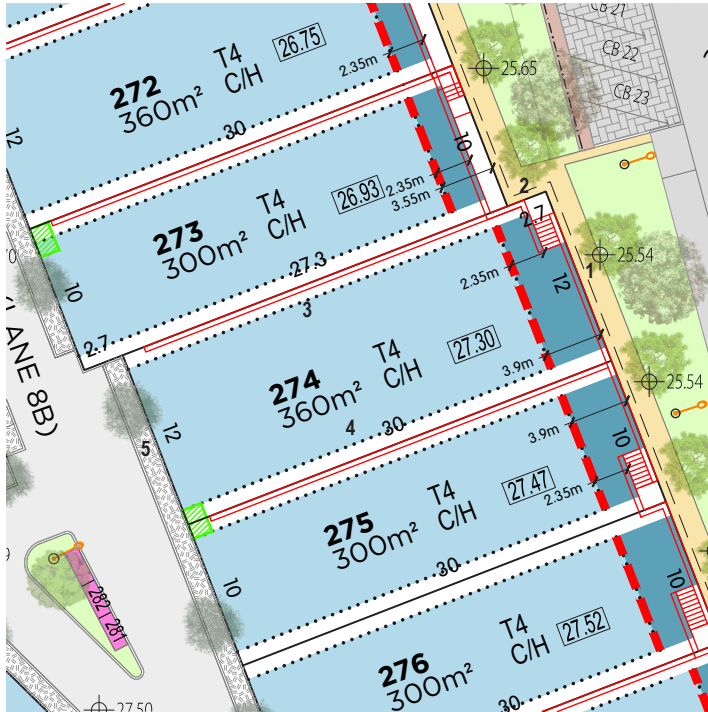 CB 21
CB 22
CB 23
25.65
T4
C/H
26.75
2.35m
272
360m²
12
30
10
T4
C/H
26.93
2.35m
3.55m
273
300m²
27.3
10
2
2.7
25.54
1
12
2.35m
3
2.7
LANE 8B)
T4
C/H
27.30
3.9m
25.54
274
360m²
12
4
30
5
3.9m
10
T4
C/H
27.47
2.35m
275
300m²
10
30
10
282
281
T4
C/H
27.52
276
300m²
30
27.50